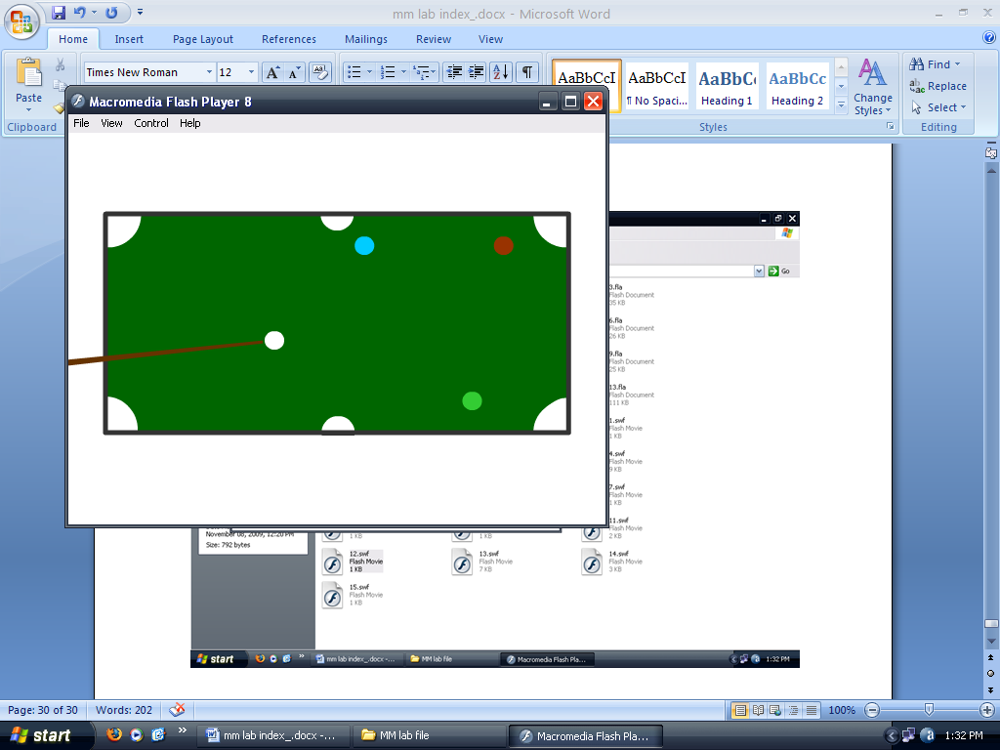 mm lab index_.docx - Microsoft Word
Home Insert Page Layout References Mailings Review View
Paste
Times New Roman 12
Clipboard
AaBbCcI AaBbCcI AaBbCc AaBbCc
¶ No Spaci... Heading 1 Heading 2
Change Styles
Styles
Find
Replace
Select
Editing
Macromedia Flash Player 8
File View Control Help
Go
3.fla
Flash Document
35 KB
6.fla
Flash Document
26 KB
9.fla
Flash Document
25 KB
13.fla
Flash Document
111 KB
1.swf
Flash Movie
1 KB
4.swf
Flash Movie
9 KB
7.swf
Flash Movie
1 KB
11.swf
Flash Movie
2 KB
November 08, 2009, 12:20 PM
Size: 792 bytes
1 KB
1 KB
12.swf
Flash Movie
1 KB
13.swf
Flash Movie
7 KB
14.swf
Flash Movie
3 KB
15.swf
Flash Movie
1 KB
start mm lab index_.docx -... MM lab file Macromedia Flash Pla... 1:32 PM
Page: 30 of 30 Words: 202 100%
start mm lab index_.docx -... MM lab file Macromedia Flash Pla... 1:32 PM